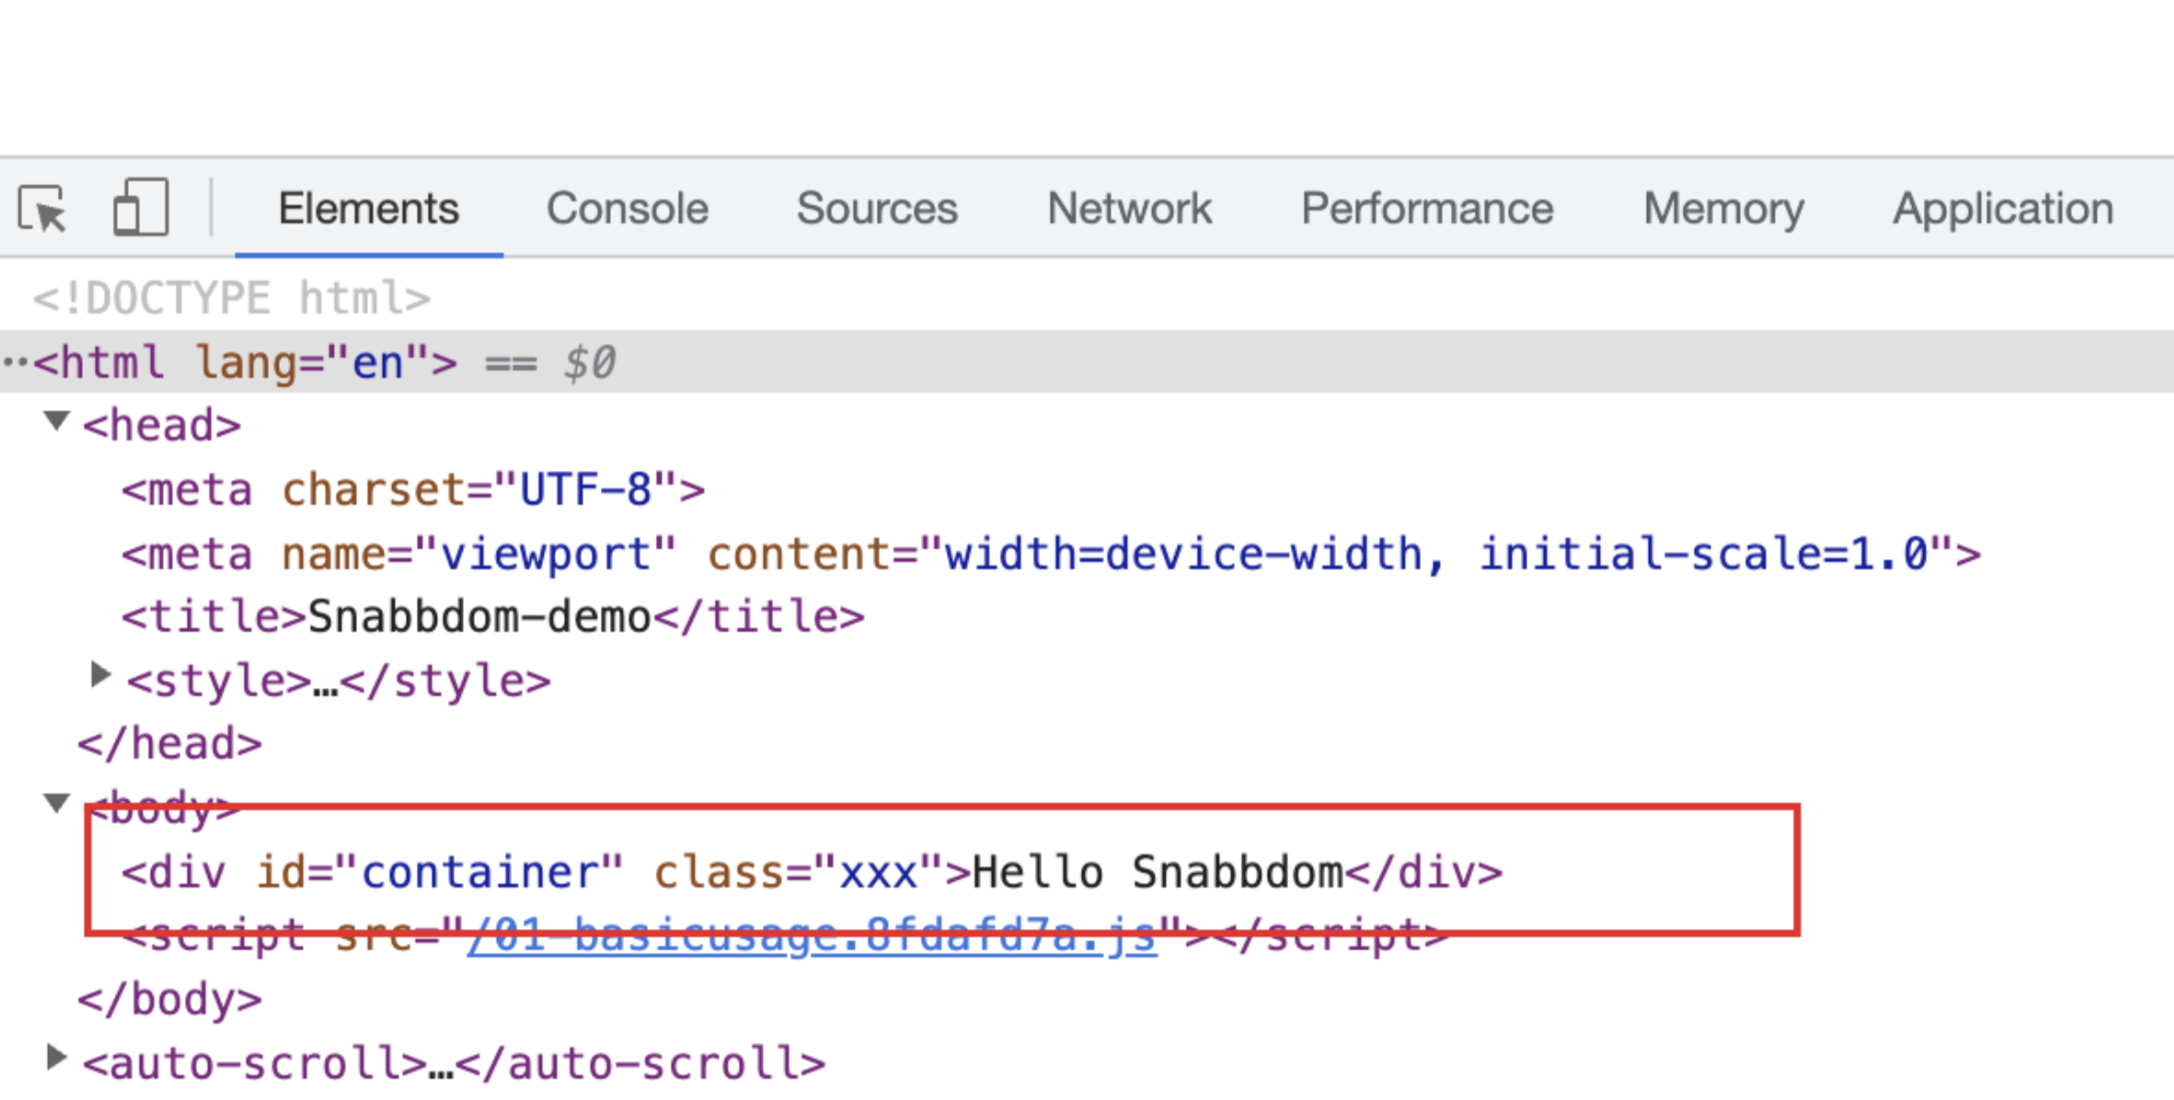 Elements Console Sources Network Performance Memory Application
<!DOCTYPE html>
··<html lang="en"> == $0
<head>
<meta charset="UTF-8">
<meta name="viewport" content="width=device-width, initial-scale=1.0">
<title>Snabbdom-demo</title>
<style>…</style>
</head>
<body>
<div id="container" class="xxx">Hello Snabbdom</div>
<script src="/01-basicusage.8fdafd7a.js"></script>
</body>
<auto-scroll>…</auto-scroll>